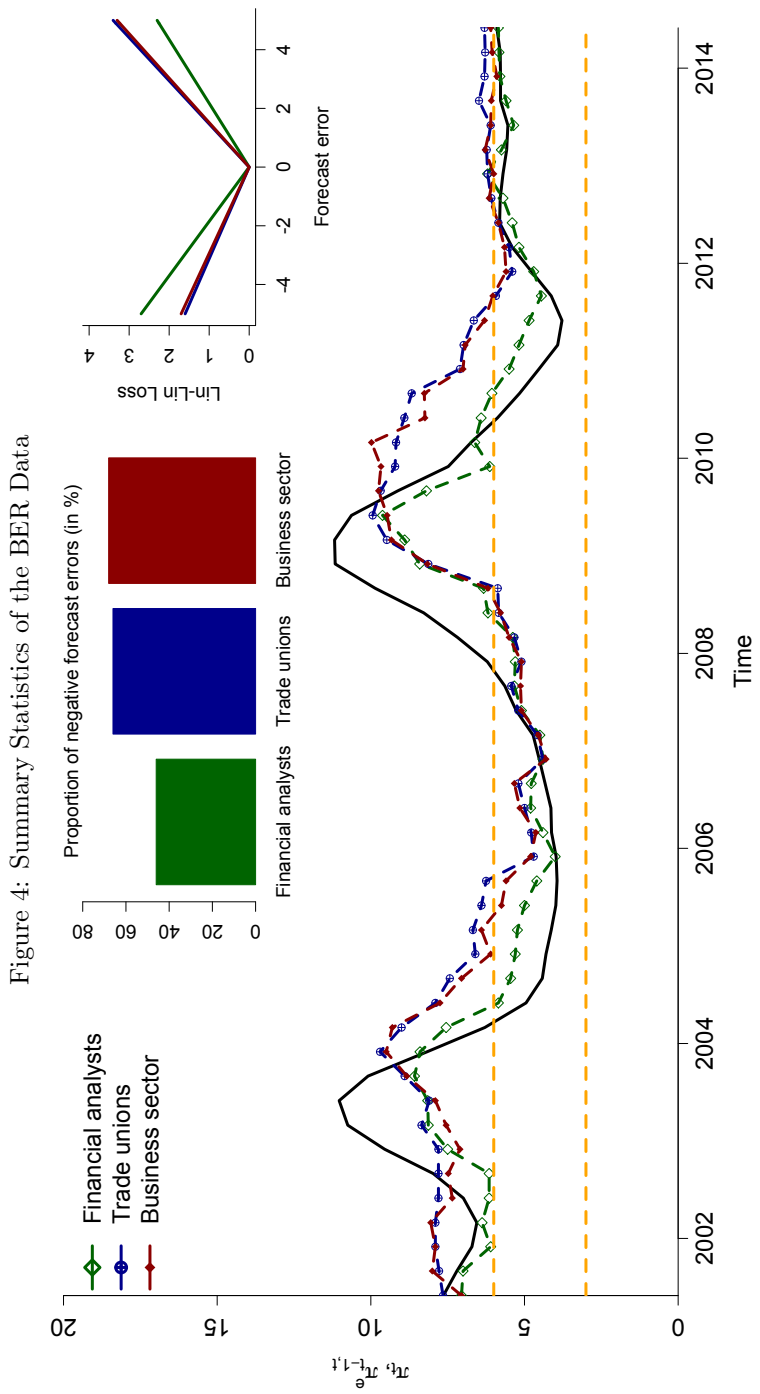 Figure 4: Summary Statistics of the BER Data
Financial analysts
Trade unions
Business sector
Proportion of negative forecast errors (in %)
80
60
40
20
0
Financial analysts
Trade unions
Business sector
Lin-Lin Loss
4
3
2
1
0
-4
-2
0
2
4
Forecast error
πt, πᵉt−1,t
20
15
10
5
0
2002
2004
2006
2008
2010
2012
2014
Time